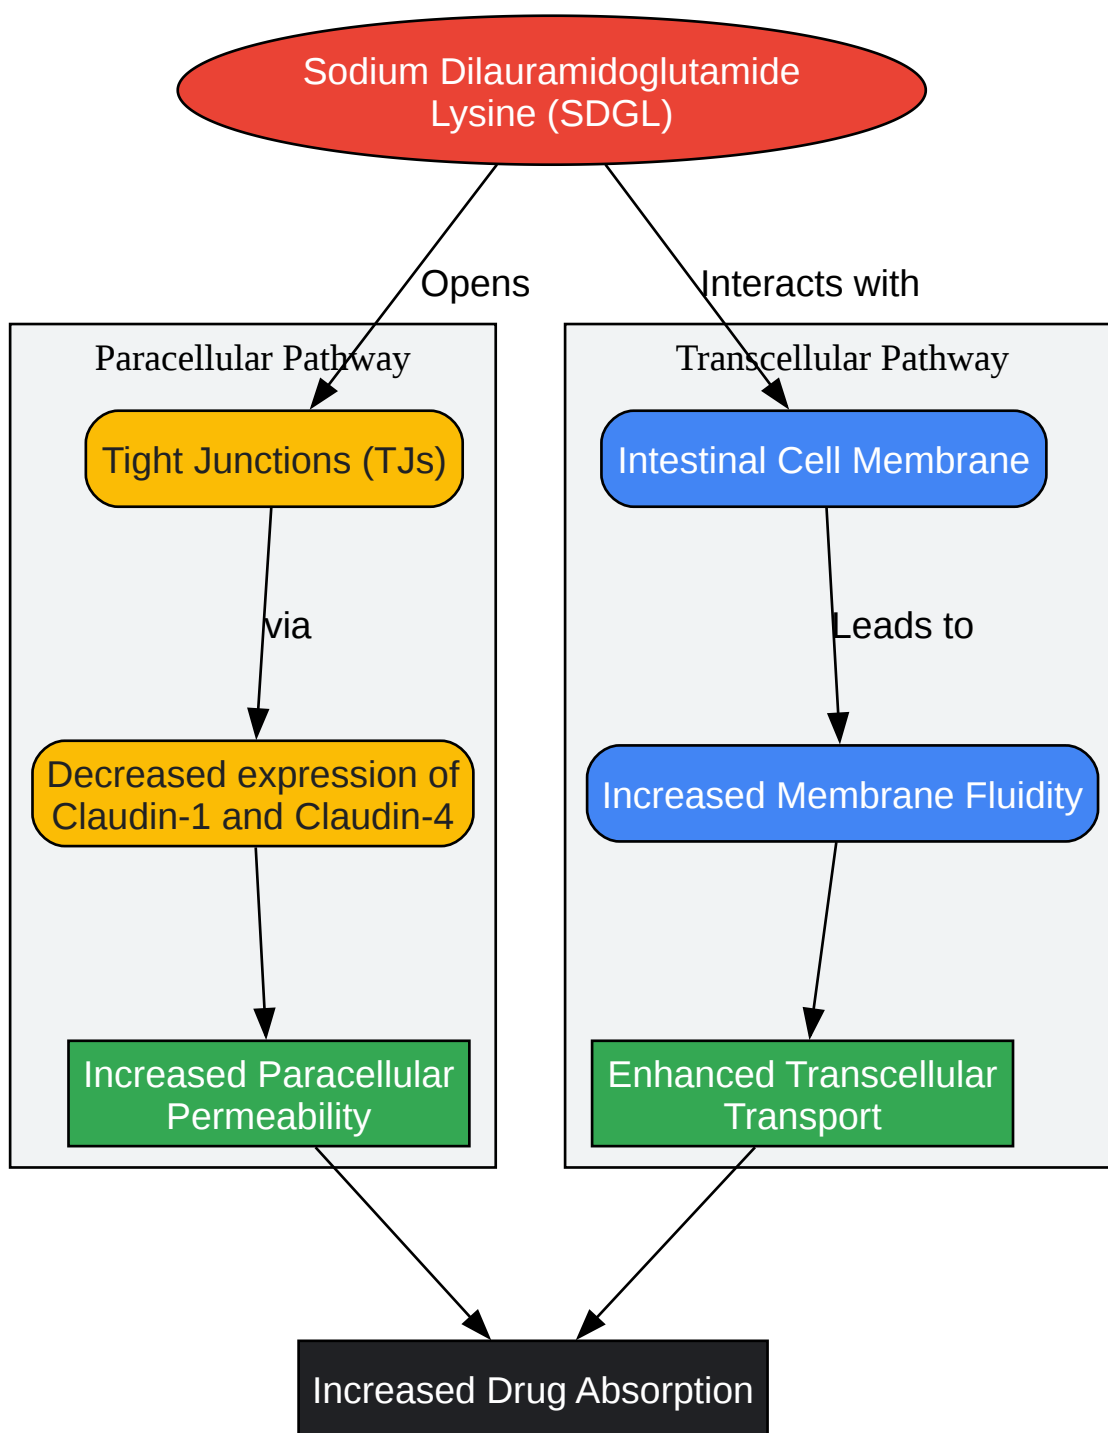 Sodium Dilauramidoglutamide
Lysine (SDGL)
Opens
Interacts with
Paracellular Pathway
Transcellular Pathway
Tight Junctions (TJs)
Intestinal Cell Membrane
via
Leads to
Decreased expression of
Claudin-1 and Claudin-4
Increased Membrane Fluidity
Increased Paracellular
Permeability
Enhanced Transcellular
Transport
Increased Drug Absorption